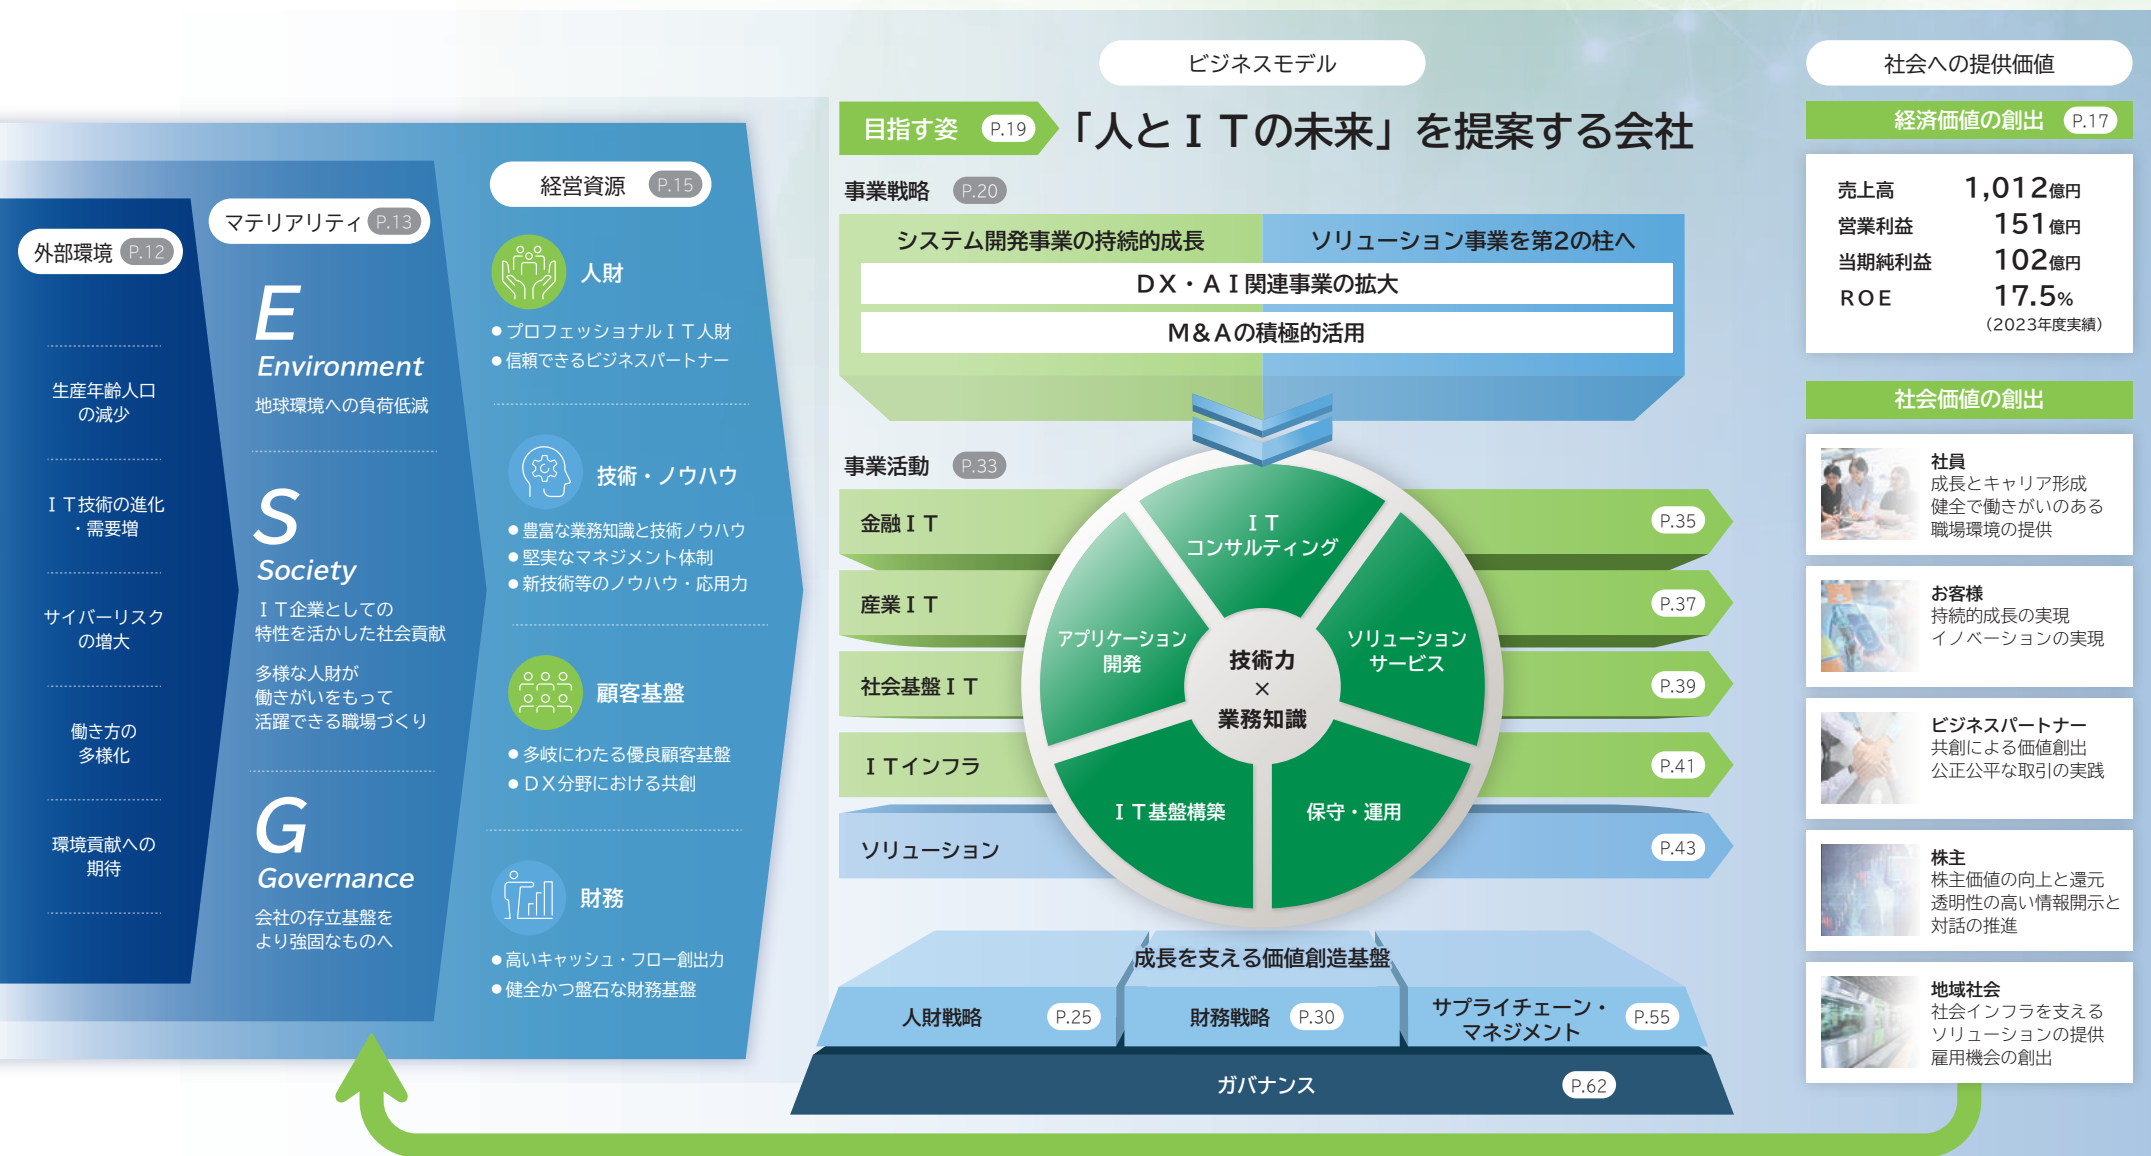 外部環境 P.12
生産年齢人口
の減少
ＩＴ技術の進化
・需要増
サイバーリスク
の増大
働き方の
多様化
環境貢献への
期待
マテリアリティ P.13
E
Environment
地球環境への負荷低減
S
Society
ＩＴ企業としての
特性を活かした社会貢献
多様な人財が
働きがいをもって
活躍できる職場づくり
G
Governance
会社の存立基盤を
より強固なものへ
経営資源 P.15
人財
●プロフェッショナルＩＴ人財
●信頼できるビジネスパートナー
技術・ノウハウ
●豊富な業務知識と技術ノウハウ
●堅実なマネジメント体制
●新技術等のノウハウ・応用力
顧客基盤
●多岐にわたる優良顧客基盤
●ＤＸ分野における共創
財務
●高いキャッシュ・フロー創出力
●健全かつ盤石な財務基盤
ビジネスモデル
目指す姿 P.19 「人とＩＴの未来」を提案する会社
事業戦略 P.20
システム開発事業の持続的成長 ソリューション事業を第2の柱へ
ＤＸ・ＡＩ関連事業の拡大
Ｍ＆Ａの積極的活用
事業活動 P.33
金融ＩＴ P.35
産業ＩＴ P.37
社会基盤ＩＴ P.39
ＩＴインフラ P.41
ソリューション P.43
ＩＴ
コンサルティング
アプリケーション
開発
ソリューション
サービス
技術力
×
業務知識
ＩＴ基盤構築
保守・運用
成長を支える価値創造基盤
人財戦略 P.25
財務戦略 P.30
サプライチェーン・
マネジメント P.55
ガバナンス P.62
社会への提供価値
経済価値の創出 P.17
売上高 1,012億円
営業利益 151億円
当期純利益 102億円
ＲＯＥ 17.5%
（2023年度実績）
社会価値の創出
社員
成長とキャリア形成
健全で働きがいのある
職場環境の提供
お客様
持続的成長の実現
イノベーションの実現
ビジネスパートナー
共創による価値創出
公正公平な取引の実践
株主
株主価値の向上と還元
透明性の高い情報開示と
対話の推進
地域社会
社会インフラを支える
ソリューションの提供
雇用機会の創出